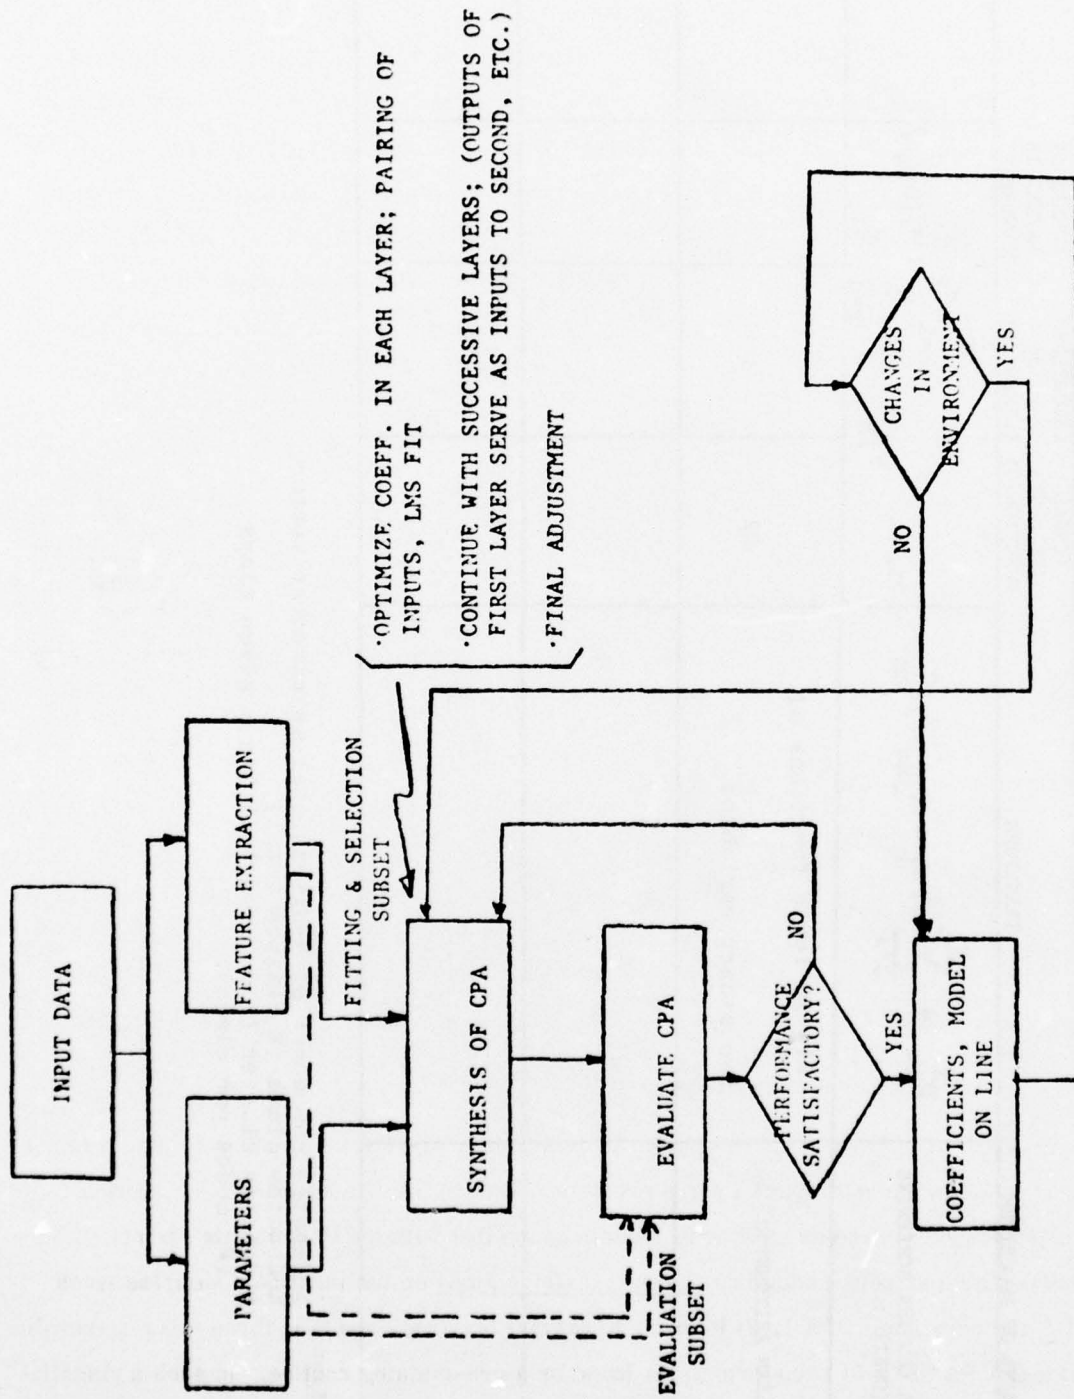 INPUT DATA
PARAMETERS
FEATURE EXTRACTION
FITTING & SELECTION
SUBSET
·OPTIMIZE COEFF. IN EACH LAYER; PAIRING OF
INPUTS, LMS FIT
·CONTINUE WITH SUCCESSIVE LAYERS; (OUTPUTS OF
FIRST LAYER SERVE AS INPUTS TO SECOND, ETC.)
·FINAL ADJUSTMENT
SYNTHESIS OF CPA
EVALUATION
SUBSET
EVALUATE CPA
PERFORMANCE
SATISFACTORY?
NO
YES
COEFFICIENTS, MODEL
ON LINE
NO
CHANGES
IN
ENVIRONMENT
YES